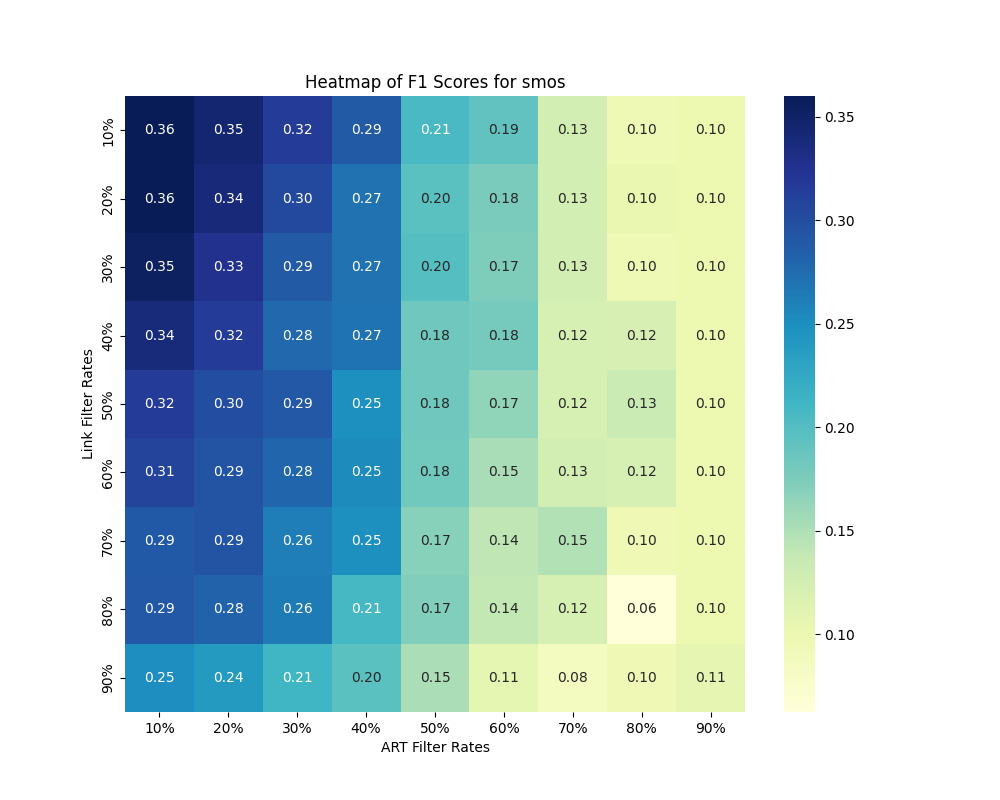 Heatmap of F1 Scores for smos
10% 0.36 0.35 0.32 0.29 0.21 0.19 0.13 0.10 0.10
20% 0.36 0.34 0.30 0.27 0.20 0.18 0.13 0.10 0.10
30% 0.35 0.33 0.29 0.27 0.20 0.17 0.13 0.10 0.10
40% 0.34 0.32 0.28 0.27 0.18 0.18 0.12 0.12 0.10
50% 0.32 0.30 0.29 0.25 0.18 0.17 0.12 0.13 0.10
60% 0.31 0.29 0.28 0.25 0.18 0.15 0.13 0.12 0.10
70% 0.29 0.29 0.26 0.25 0.17 0.14 0.15 0.10 0.10
80% 0.29 0.28 0.26 0.21 0.17 0.14 0.12 0.06 0.10
90% 0.25 0.24 0.21 0.20 0.15 0.11 0.08 0.10 0.11
10% 20% 30% 40% 50% 60% 70% 80% 90%
ART Filter Rates
Link Filter Rates
0.35
0.30
0.25
0.20
0.15
0.10